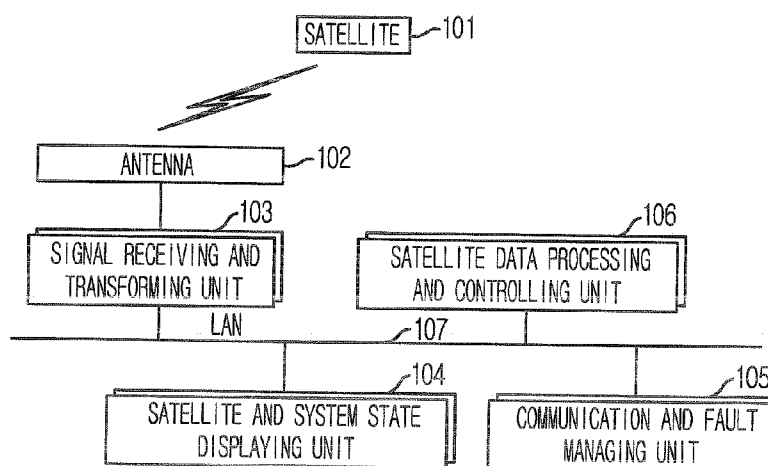 SATELLITE
101
ANTENNA
102
103
SIGNAL RECEIVING AND
TRANSFORMING UNIT
106
SATELLITE DATA PROCESSING
AND CONTROLLING UNIT
LAN
107
104
SATELLITE AND SYSTEM STATE
DISPLAYING UNIT
105
COMMUNICATION AND FAULT
MANAGING UNIT